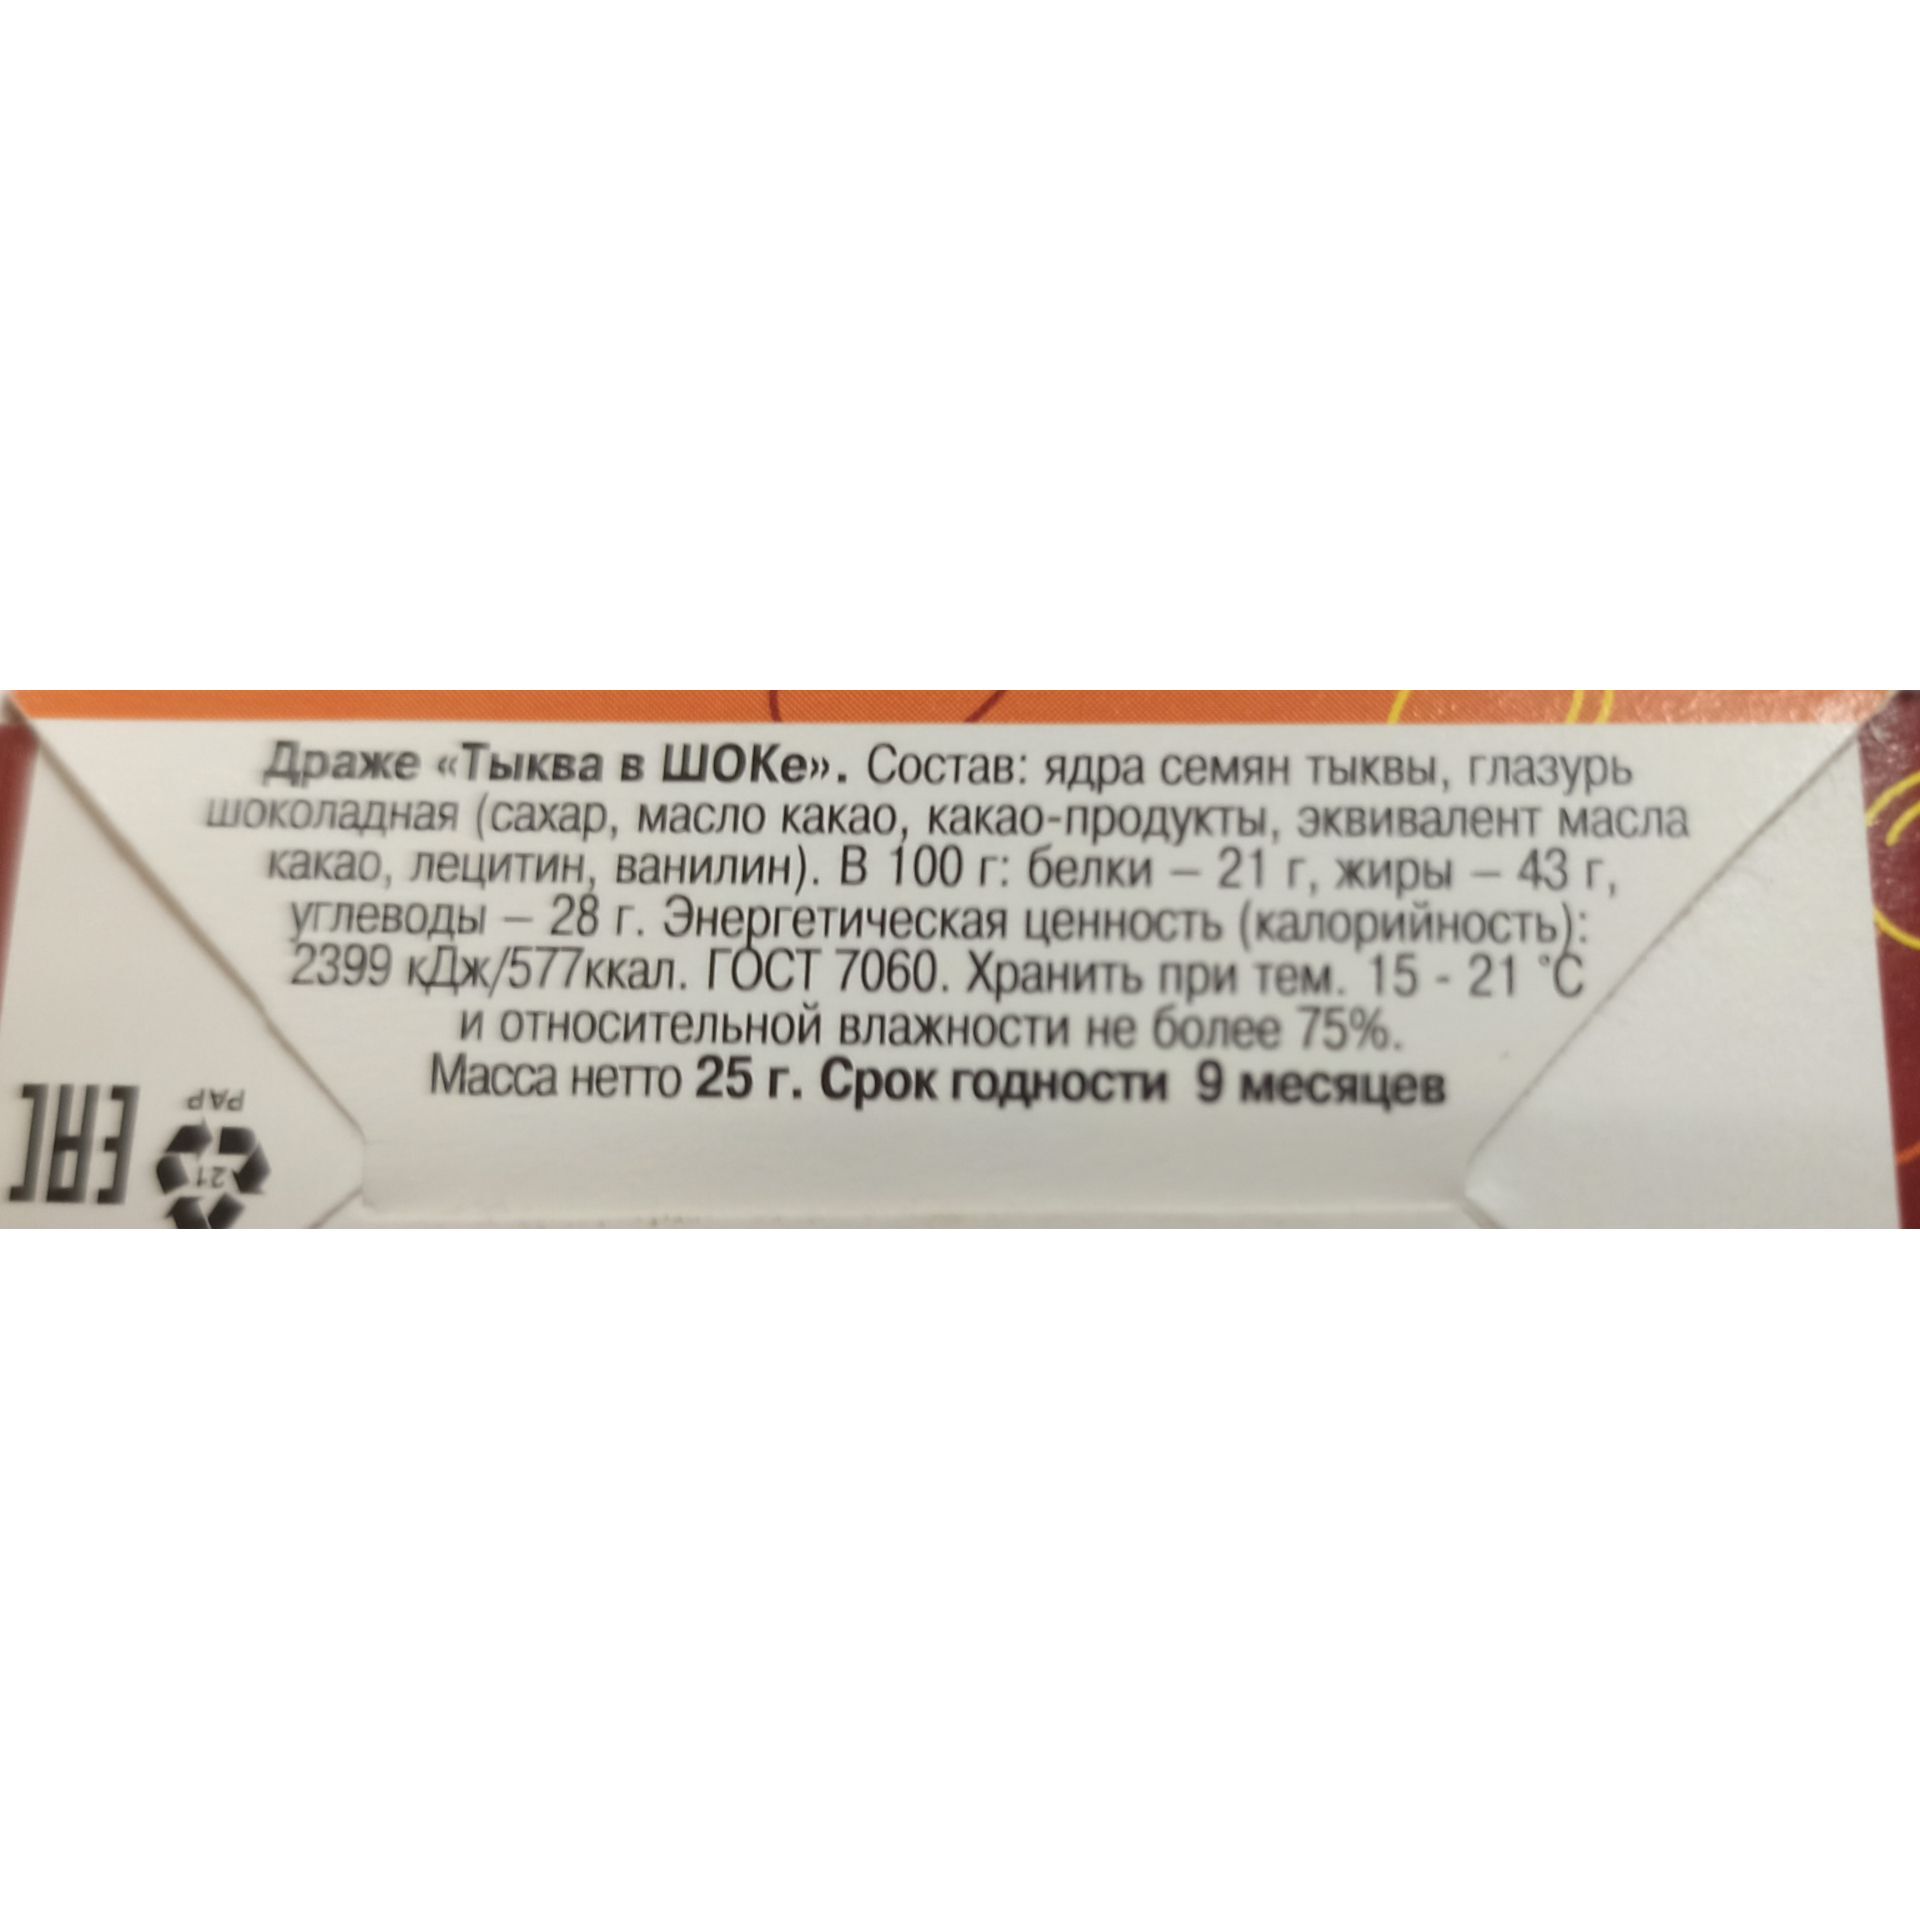 Драже «Тыква в ШОКе». Состав: ядра семян тыквы, глазурь
шоколадная (сахар, масло какао, какао-продукты, эквивалент масла
какао, лецитин, ванилин). В 100 г: белки – 21 г, жиры – 43 г,
углеводы – 28 г. Энергетическая ценность (калорийность):
2399 кДж/577ккал. ГОСТ 7060. Хранить при тем. 15 - 21 °С
и относительной влажности не более 75%.
Масса нетто 25 г. Срок годности 9 месяцев
EAC
PAP
21